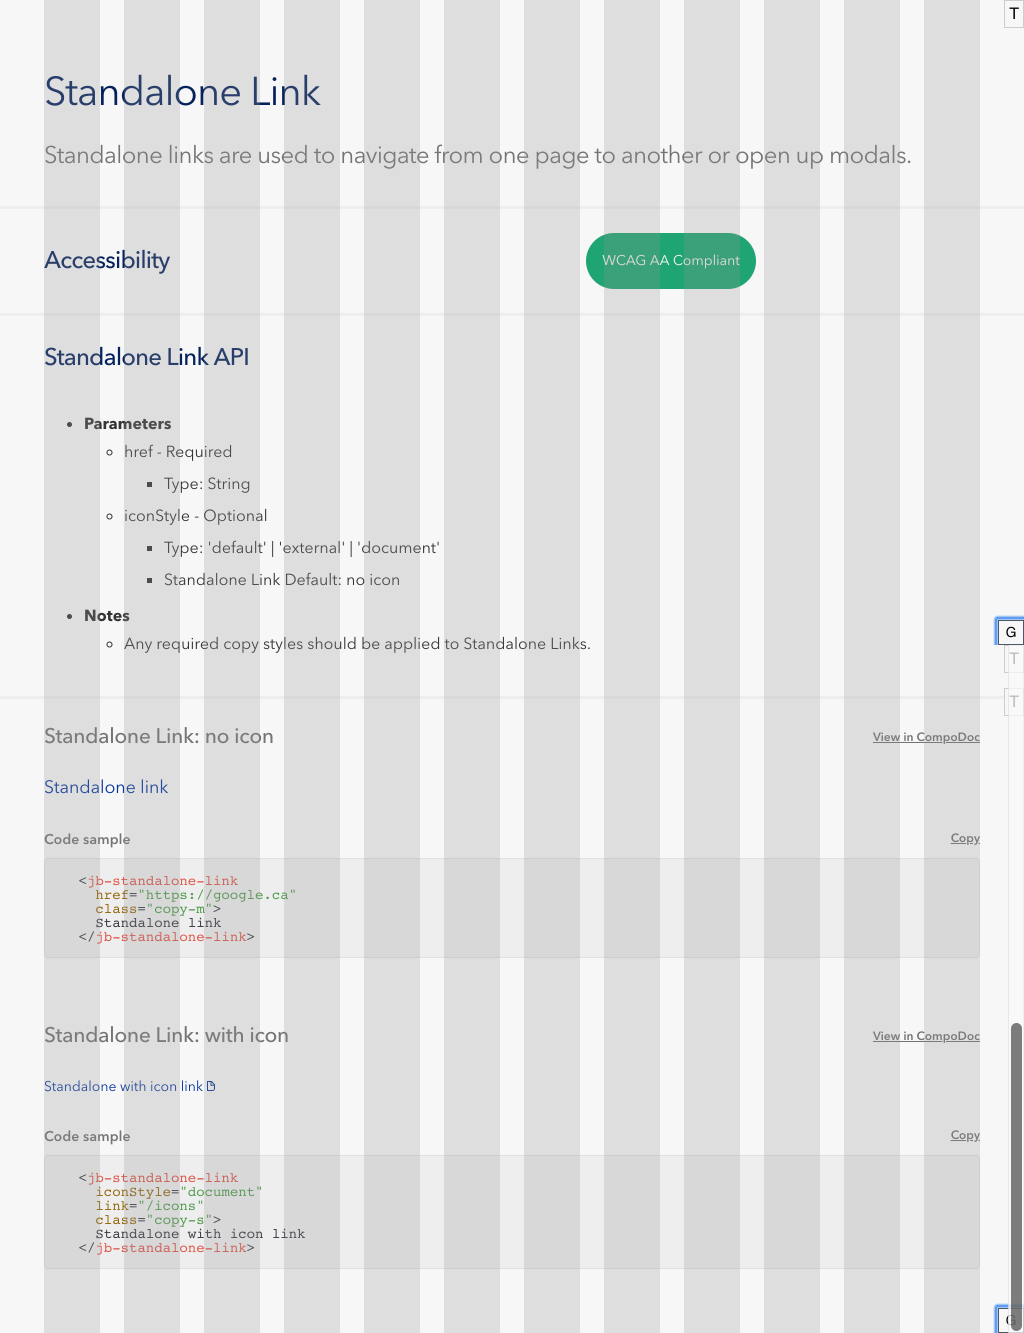 T
Standalone Link
Standalone links are used to navigate from one page to another or open up modals.
Accessibility
WCAG AA Compliant
Standalone Link API
Parameters
href - Required
Type: String
iconStyle - Optional
Type: 'default' | 'external' | 'document'
Standalone Link Default: no icon
Notes
G
Any required copy styles should be applied to Standalone Links.
T
T
Standalone Link: no icon
View in CompoDoc
Standalone link
Code sample
Copy
<jb-standalone-link
href="https://google.ca"
class="copy-m">
Standalone link
</jb-standalone-link>
Standalone Link: with icon
View in CompoDoc
Standalone with icon link
Code sample
Copy
<jb-standalone-link
iconStyle="document"
link="/icons"
class="copy-s">
Standalone with icon link
</jb-standalone-link>
G